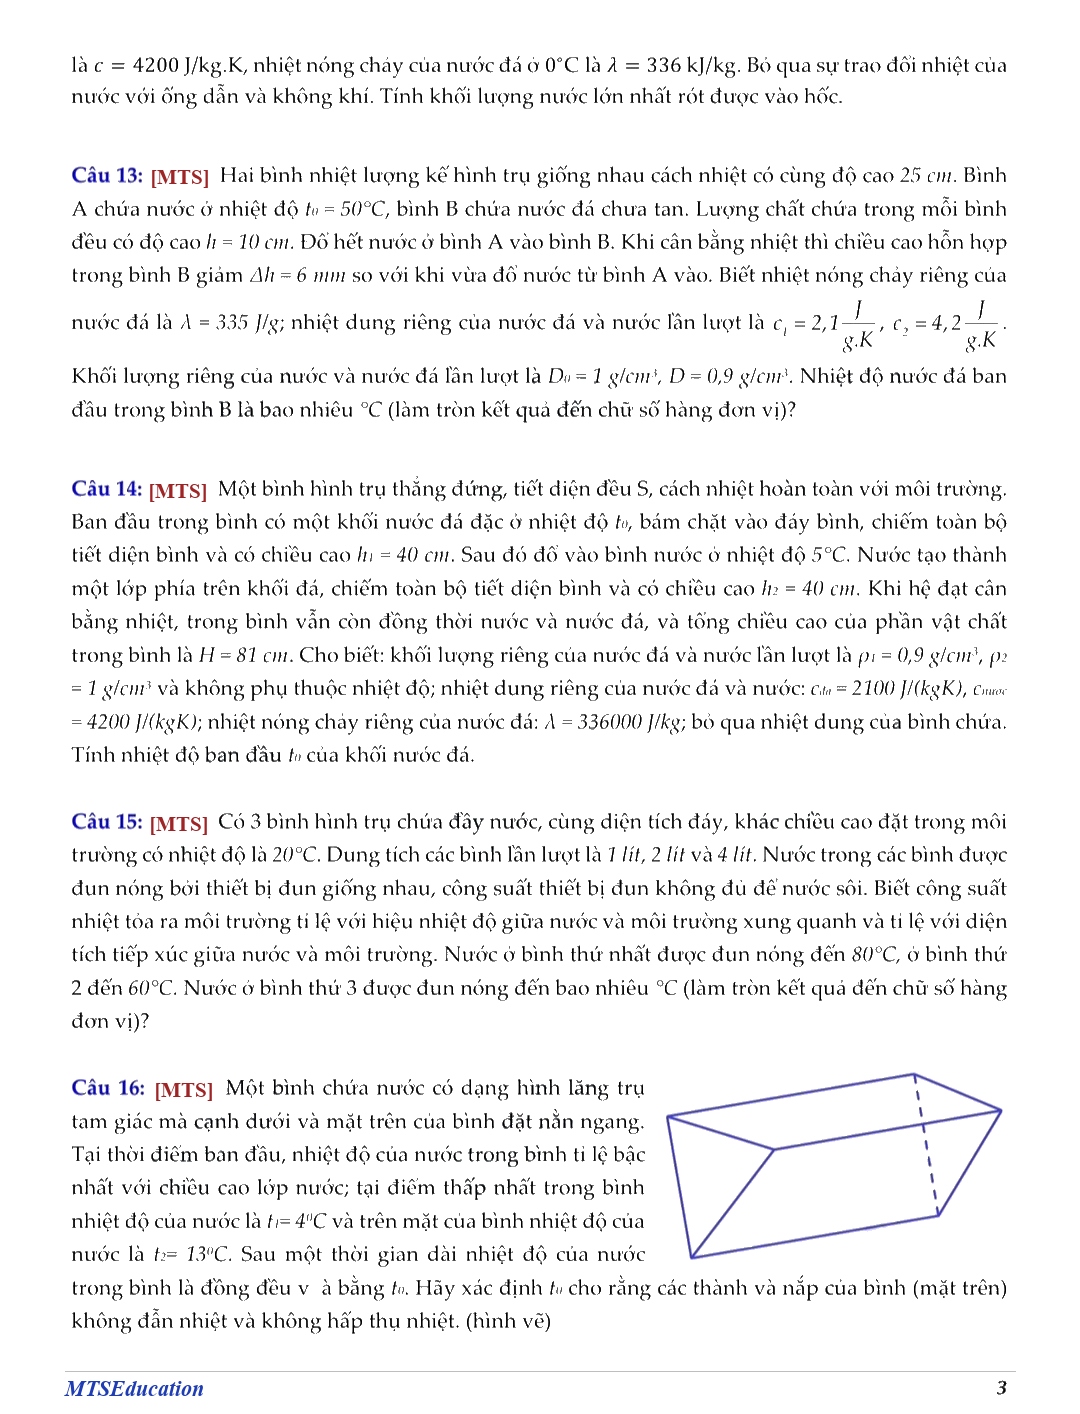 là c = 4200 J/kg.K, nhiệt nóng chảy của nước đá ở 0°C là λ = 336 kJ/kg. Bỏ qua sự trao đổi nhiệt của
nước với ống dẫn và không khí. Tính khối lượng nước lớn nhất rót được vào hốc.
Câu 13: [MTS] Hai bình nhiệt lượng kế hình trụ giống nhau cách nhiệt có cùng độ cao 25 cm. Bình
A chứa nước ở nhiệt độ t₀ = 50°C, bình B chứa nước đá chưa tan. Lượng chất chứa trong mỗi bình
đều có độ cao h = 10 cm. Đổ hết nước ở bình A vào bình B. Khi cân bằng nhiệt thì chiều cao hỗn hợp
trong bình B giảm Δh = 6 mm so với khi vừa đổ nước từ bình A vào. Biết nhiệt nóng chảy riêng của
nước đá là λ = 335 J/g; nhiệt dung riêng của nước đá và nước lần lượt là c₁ = 2,1 J/g.K , c₂ = 4,2 J/g.K .
Khối lượng riêng của nước và nước đá lần lượt là D₀ = 1 g/cm³, D = 0,9 g/cm³. Nhiệt độ nước đá ban
đầu trong bình B là bao nhiêu °C (làm tròn kết quả đến chữ số hàng đơn vị)?
Câu 14: [MTS] Một bình hình trụ thẳng đứng, tiết diện đều S, cách nhiệt hoàn toàn với môi trường.
Ban đầu trong bình có một khối nước đá đặc ở nhiệt độ t₀, bám chặt vào đáy bình, chiếm toàn bộ
tiết diện bình và có chiều cao h₁ = 40 cm. Sau đó đổ vào bình nước ở nhiệt độ 5°C. Nước tạo thành
một lớp phía trên khối đá, chiếm toàn bộ tiết diện bình và có chiều cao h₂ = 40 cm. Khi hệ đạt cân
bằng nhiệt, trong bình vẫn còn đồng thời nước và nước đá, và tổng chiều cao của phần vật chất
trong bình là H = 81 cm. Cho biết: khối lượng riêng của nước đá và nước lần lượt là ρ₁ = 0,9 g/cm³, ρ₂
= 1 g/cm³ và không phụ thuộc nhiệt độ; nhiệt dung riêng của nước đá và nước: cđá = 2100 J/(kgK), cnước
= 4200 J/(kgK); nhiệt nóng chảy riêng của nước đá: λ = 336000 J/kg; bỏ qua nhiệt dung của bình chứa.
Tính nhiệt độ ban đầu t₀ của khối nước đá.
Câu 15: [MTS] Có 3 bình hình trụ chứa đầy nước, cùng diện tích đáy, khác chiều cao đặt trong môi
trường có nhiệt độ là 20°C. Dung tích các bình lần lượt là 1 lít, 2 lít và 4 lít. Nước trong các bình được
đun nóng bởi thiết bị đun giống nhau, công suất thiết bị đun không đủ để nước sôi. Biết công suất
nhiệt tỏa ra môi trường tỉ lệ với hiệu nhiệt độ giữa nước và môi trường xung quanh và tỉ lệ với diện
tích tiếp xúc giữa nước và môi trường. Nước ở bình thứ nhất được đun nóng đến 80°C, ở bình thứ
2 đến 60°C. Nước ở bình thứ 3 được đun nóng đến bao nhiêu °C (làm tròn kết quả đến chữ số hàng
đơn vị)?
Câu 16: [MTS] Một bình chứa nước có dạng hình lăng trụ
tam giác mà cạnh dưới và mặt trên của bình đặt nằn ngang.
Tại thời điểm ban đầu, nhiệt độ của nước trong bình tỉ lệ bậc
nhất với chiều cao lớp nước; tại điểm thấp nhất trong bình
nhiệt độ của nước là t₁= 4⁰C và trên mặt của bình nhiệt độ của
nước là t₂= 13⁰C. Sau một thời gian dài nhiệt độ của nước
trong bình là đồng đều v à bằng t₀. Hãy xác định t₀ cho rằng các thành và nắp của bình (mặt trên)
không đẫn nhiệt và không hấp thụ nhiệt. (hình vẽ)
MTSEducation
3